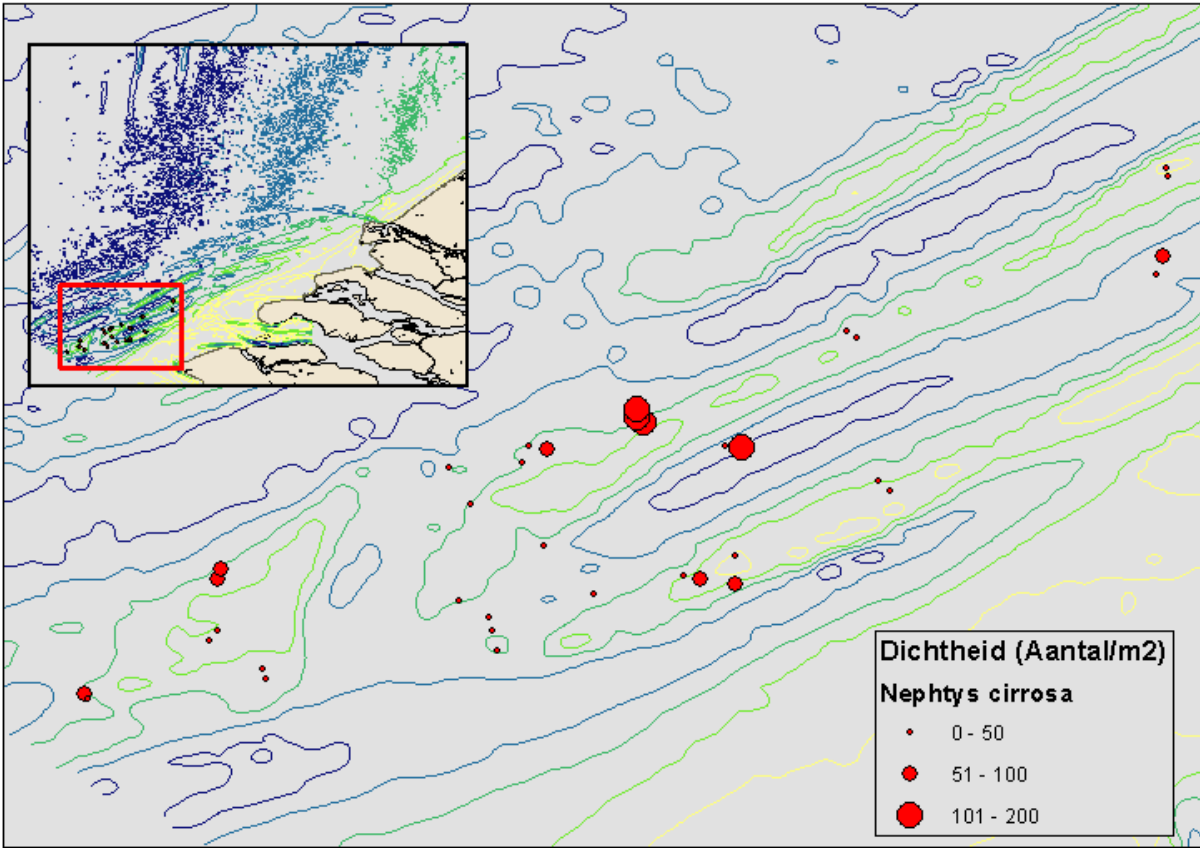 Dichtheid (Aantal/m2)
Nephtys cirrosa
0 - 50
51 - 100
101 - 200